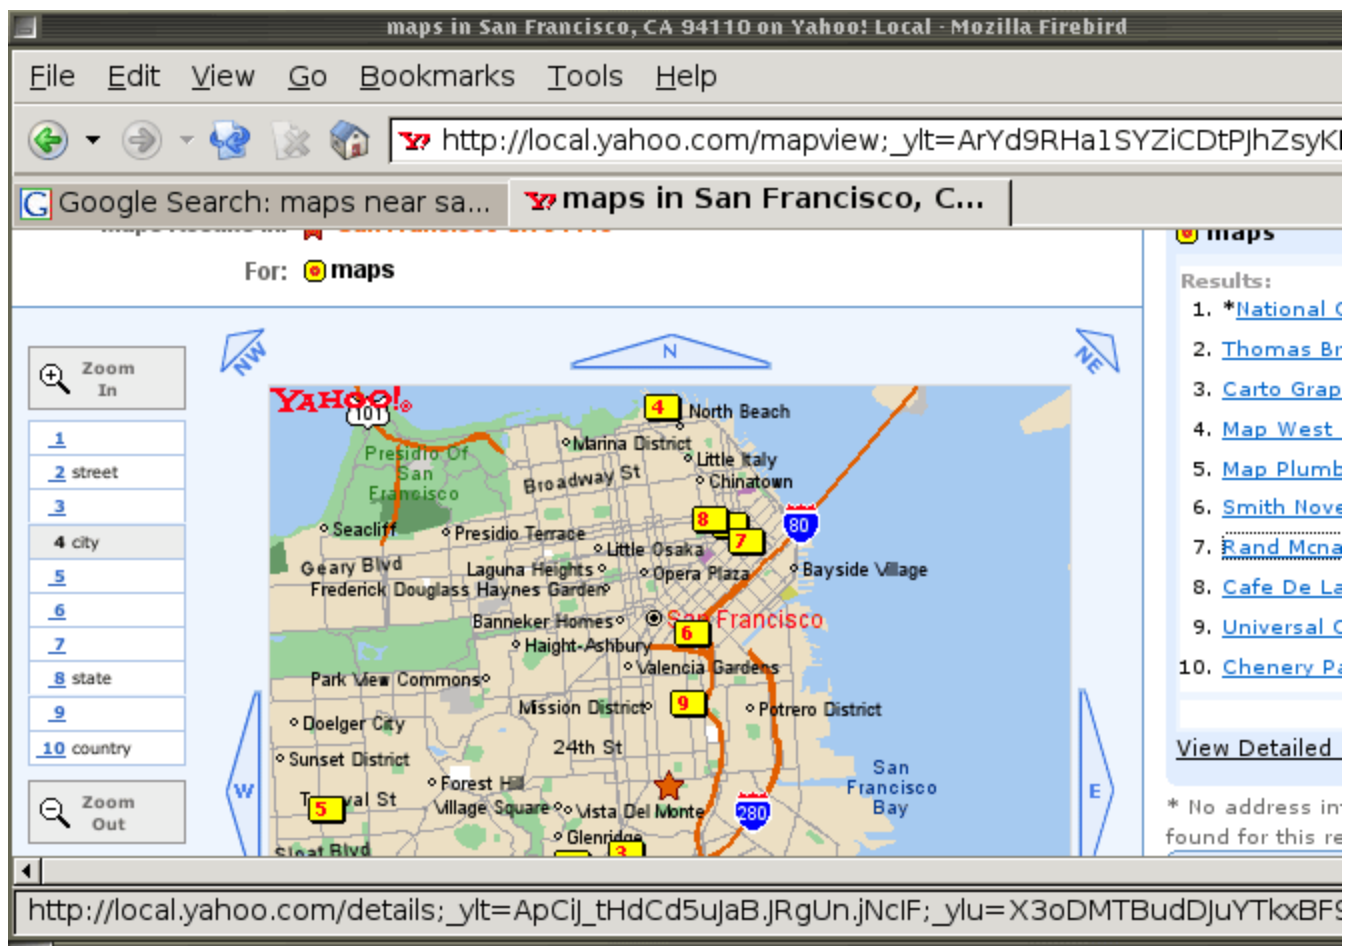 maps in San Francisco, CA 94110 on Yahoo! Local - Mozilla Firebird
File Edit View Go Bookmarks Tools Help
http://local.yahoo.com/mapview;_ylt=ArYd9RHa1SYZiCDtPJhZsyK
Google Search: maps near sa...
maps in San Francisco, C...
For: maps
maps
Results:
1. *National
2. Thomas Br
3. Carto Grap
4. Map West
5. Map Plumb
6. Smith Nove
7. Rand Mcna
8. Cafe De La
9. Universal
10. Chenery Pa
View Detailed
* No address in
found for this re
Zoom
In
1
2 street
3
4 city
5
6
7
8 state
9
10 country
Zoom
Out
NW
N
NE
W
E
YAHOO!
101
4
North Beach
Marina District
Presidio Of
San
Francisco
Little Italy
Broadway St
Chinatown
8
80
7
Seacliff
Presidio Terrace
Little Osaka
Geary Blvd
Laguna Heights
Opera Plaza
Bayside Village
Frederick Douglass Haynes Garden
Banneker Homes
San Francisco
6
Haight-Ashbury
Valencia Gardens
Park View Commons
Mission District
9
Potrero District
Doelger City
24th St
Sunset District
San
Francisco
Bay
Forest Hill
5
Village Square
Vista Del Monte
280
Glenridge
3
Sloat Blvd
http://local.yahoo.com/details;_ylt=ApCiJ_tHdCd5uJaB.JRgUn.jNcIF;_ylu=X3oDMTBudDJuYTkxBF